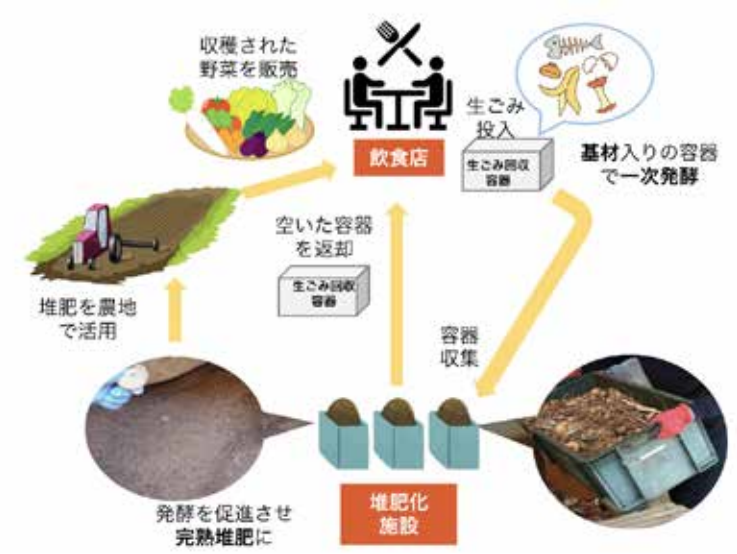 収穫された
野菜を販売
飲食店
生ごみ
投入
生ごみ回収
容器
基材入りの容器
で一次発酵
空いた容器
を返却
生ごみ回収
容器
堆肥を農地
で活用
容器
収集
発酵を促進させ
完熟堆肥に
堆肥化
施設